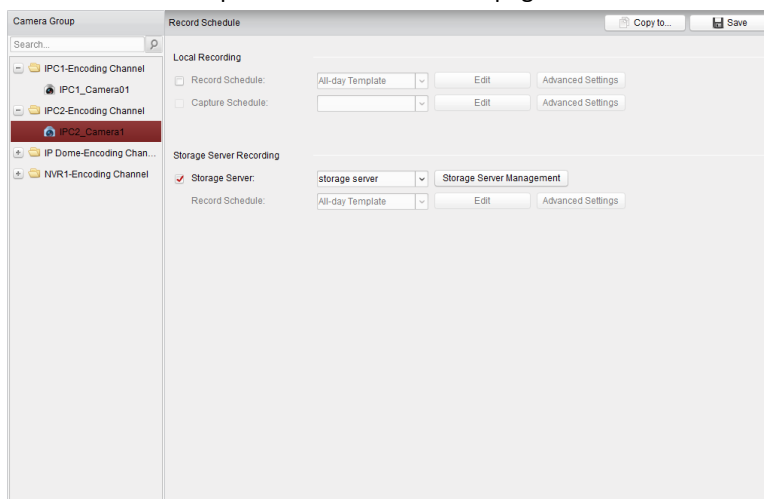 Camera Group
Record Schedule
Copy to...
Save
Search...
Local Recording
IPC1-Encoding Channel
Record Schedule:
All-day Template
Edit
Advanced Settings
IPC1_Camera01
Capture Schedule:
Edit
Advanced Settings
IPC2-Encoding Channel
IPC2_Camera1
IP Dome-Encoding Chan...
Storage Server Recording
NVR1-Encoding Channel
Storage Server:
storage server
Storage Server Management
Record Schedule:
All-day Template
Edit
Advanced Settings